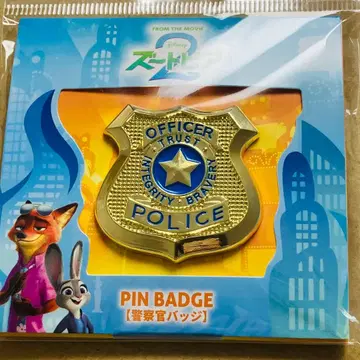 FROM THE MOVIE
Disney
ズートピア
2
OFFICER
TRUST
INTEGRITY · BRAVERY
POLICE
PIN BADGE
【警察官バッジ】